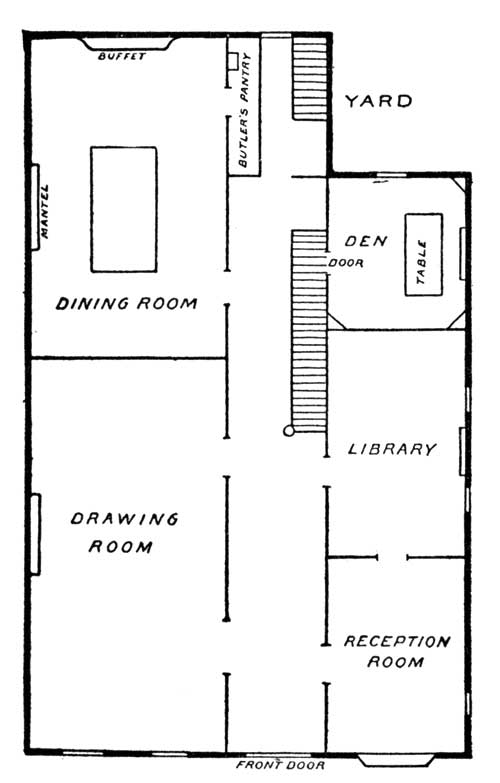 BUFFET
BUTLER'S PANTRY
YARD
MANTEL
DEN
TABLE
DOOR
DINING ROOM
LIBRARY
DRAWING
ROOM
RECEPTION
ROOM
FRONT DOOR